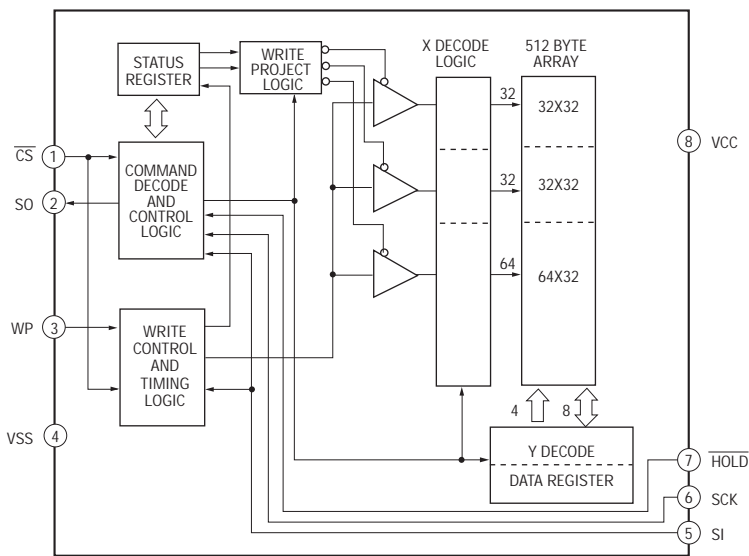 X DECODE
LOGIC
512 BYTE
ARRAY
STATUS
REGISTER
WRITE
PROJECT
LOGIC
32
32X32
32
32X32
64
64X32
COMMAND
DECODE
AND
CONTROL
LOGIC
WRITE
CONTROL
AND
TIMING
LOGIC
4
8
Y DECODE
DATA REGISTER
CS 1
SO 2
WP 3
VSS 4
8 VCC
7 HOLD
6 SCK
5 SI